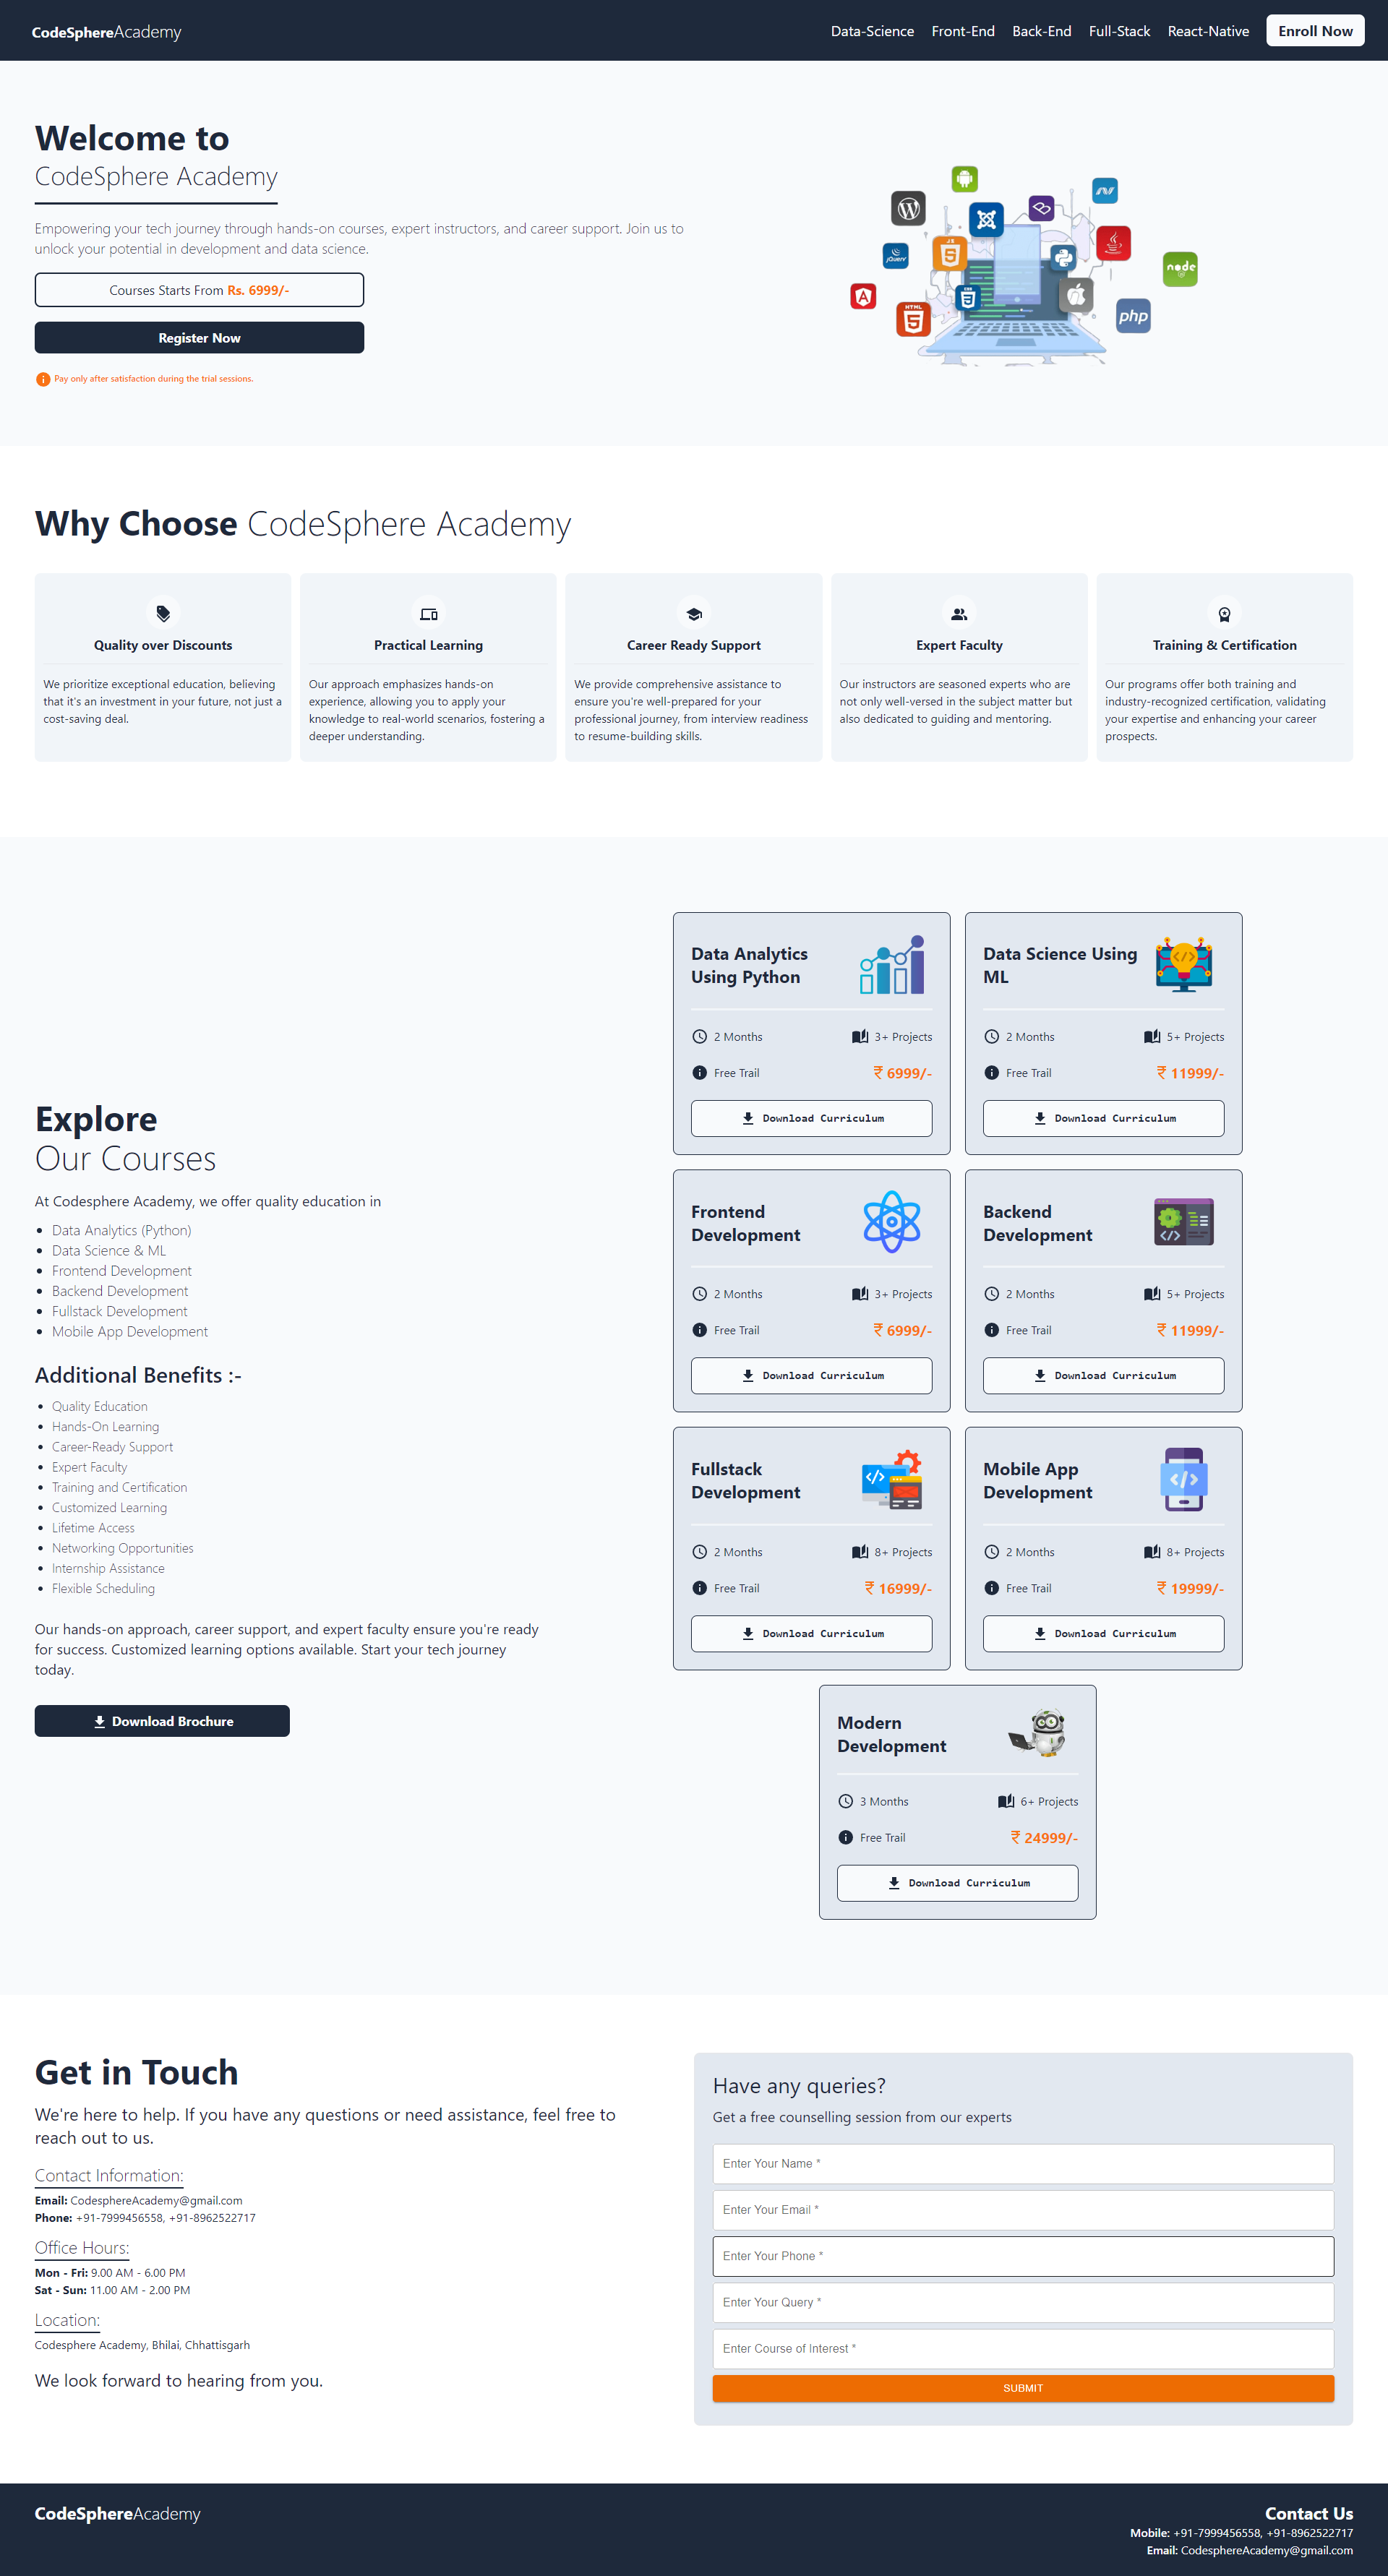 CodeSphereAcademy
Data-Science Front-End Back-End Full-Stack React-Native Enroll Now
Welcome to
CodeSphere Academy
Empowering your tech journey through hands-on courses, expert instructors, and career support. Join us to
unlock your potential in development and data science.
Courses Starts From Rs. 6999/-
Register Now
Pay only after satisfaction during the trial sessions.
jQuery
JS
HTML
CSS
node
php
Why Choose CodeSphere Academy
Quality over Discounts
We prioritize exceptional education, believing
that it's an investment in your future, not just a
cost-saving deal.
Practical Learning
Our approach emphasizes hands-on
experience, allowing you to apply your
knowledge to real-world scenarios, fostering a
deeper understanding.
Career Ready Support
We provide comprehensive assistance to
ensure you're well-prepared for your
professional journey, from interview readiness
to resume-building skills.
Expert Faculty
Our instructors are seasoned experts who are
not only well-versed in the subject matter but
also dedicated to guiding and mentoring.
Training & Certification
Our programs offer both training and
industry-recognized certification, validating
your expertise and enhancing your career
prospects.
Explore
Our Courses
At Codesphere Academy, we offer quality education in
• Data Analytics (Python)
• Data Science & ML
• Frontend Development
• Backend Development
• Fullstack Development
• Mobile App Development
Additional Benefits :-
• Quality Education
• Hands-On Learning
• Career-Ready Support
• Expert Faculty
• Training and Certification
• Customized Learning
• Lifetime Access
• Networking Opportunities
• Internship Assistance
• Flexible Scheduling
Our hands-on approach, career support, and expert faculty ensure you're ready
for success. Customized learning options available. Start your tech journey
today.
Download Brochure
Data Analytics
Using Python
2 Months 3+ Projects
Free Trail ₹ 6999/-
Download Curriculum
Data Science Using
ML
2 Months 5+ Projects
Free Trail ₹ 11999/-
Download Curriculum
Frontend
Development
2 Months 3+ Projects
Free Trail ₹ 6999/-
Download Curriculum
Backend
Development
2 Months 5+ Projects
Free Trail ₹ 11999/-
Download Curriculum
Fullstack
Development
2 Months 8+ Projects
Free Trail ₹ 16999/-
Download Curriculum
Mobile App
Development
2 Months 8+ Projects
Free Trail ₹ 19999/-
Download Curriculum
Modern
Development
3 Months 6+ Projects
Free Trail ₹ 24999/-
Download Curriculum
Get in Touch
We're here to help. If you have any questions or need assistance, feel free to
reach out to us.
Contact Information:
Email: CodesphereAcademy@gmail.com
Phone: +91-7999456558, +91-8962522717
Office Hours:
Mon - Fri: 9.00 AM - 6.00 PM
Sat - Sun: 11.00 AM - 2.00 PM
Location:
Codesphere Academy, Bhilai, Chhattisgarh
We look forward to hearing from you.
Have any queries?
Get a free counselling session from our experts
Enter Your Name *
Enter Your Email *
Enter Your Phone *
Enter Your Query *
Enter Course of Interest *
SUBMIT
CodeSphereAcademy
Contact Us
Mobile: +91-7999456558, +91-8962522717
Email: CodesphereAcademy@gmail.com